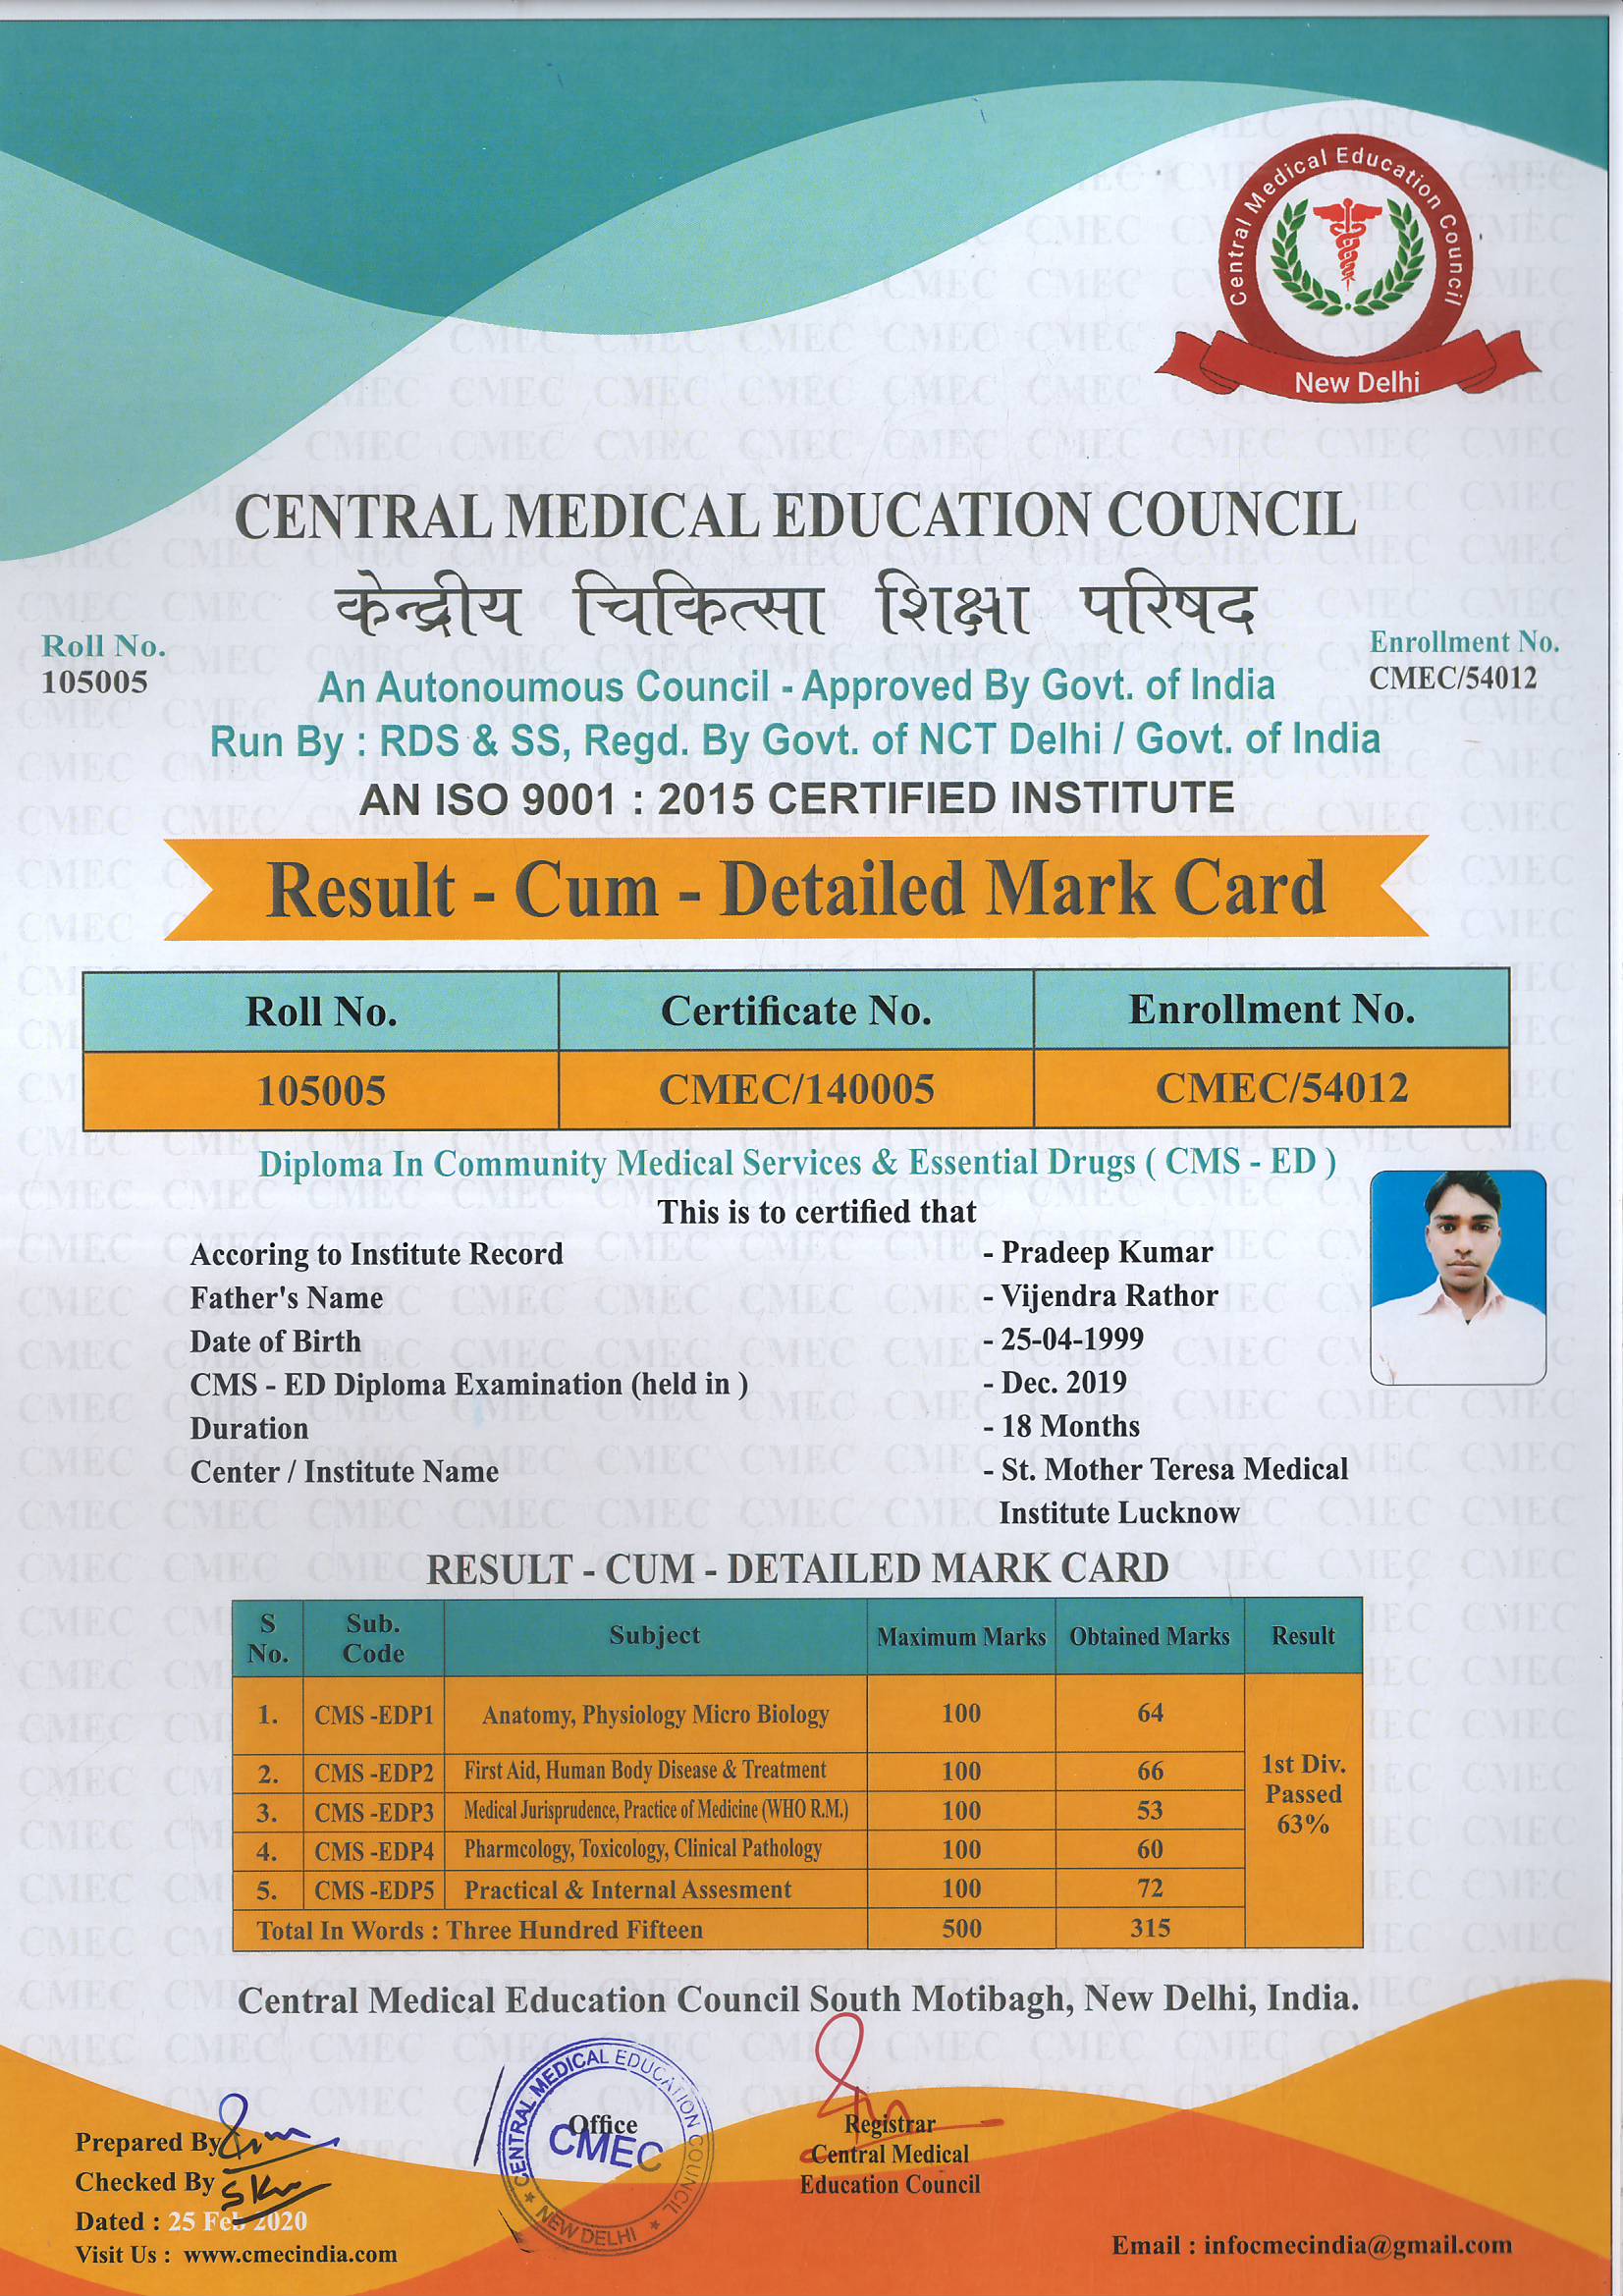 Central Medical Education Council
New Delhi
CENTRAL MEDICAL EDUCATION COUNCIL
केन्द्रीय चिकित्सा शिक्षा परिषद
Roll No.
105005
Enrollment No.
CMEC/54012
An Autonoumous Council - Approved By Govt. of India
Run By : RDS & SS, Regd. By Govt. of NCT Delhi / Govt. of India
AN ISO 9001 : 2015 CERTIFIED INSTITUTE
Result - Cum - Detailed Mark Card
Roll No. Certificate No. Enrollment No.
105005 CMEC/140005 CMEC/54012
Diploma In Community Medical Services & Essential Drugs ( CMS - ED )
This is to certified that
Accoring to Institute Record - Pradeep Kumar
Father's Name - Vijendra Rathor
Date of Birth - 25-04-1999
CMS - ED Diploma Examination (held in ) - Dec. 2019
Duration - 18 Months
Center / Institute Name - St. Mother Teresa Medical
Institute Lucknow
RESULT - CUM - DETAILED MARK CARD
S No. Sub. Code Subject Maximum Marks Obtained Marks Result
1. CMS -EDP1 Anatomy, Physiology Micro Biology 100 64
2. CMS -EDP2 First Aid, Human Body Disease & Treatment 100 66
3. CMS -EDP3 Medical Jurisprudence, Practice of Medicine (WHO R.M.) 100 53
4. CMS -EDP4 Pharmcology, Toxicology, Clinical Pathology 100 60
5. CMS -EDP5 Practical & Internal Assesment 100 72
1st Div.
Passed
63%
Total In Words : Three Hundred Fifteen 500 315
Central Medical Education Council South Motibagh, New Delhi, India.
CENTRAL MEDICAL EDUCATION COUNCIL
Office
CMEC
NEW DELHI
Registrar
Central Medical
Education Council
Prepared By
Checked By
Dated : 25 Feb 2020
Visit Us : www.cmecindia.com
Email : infocmecindia@gmail.com